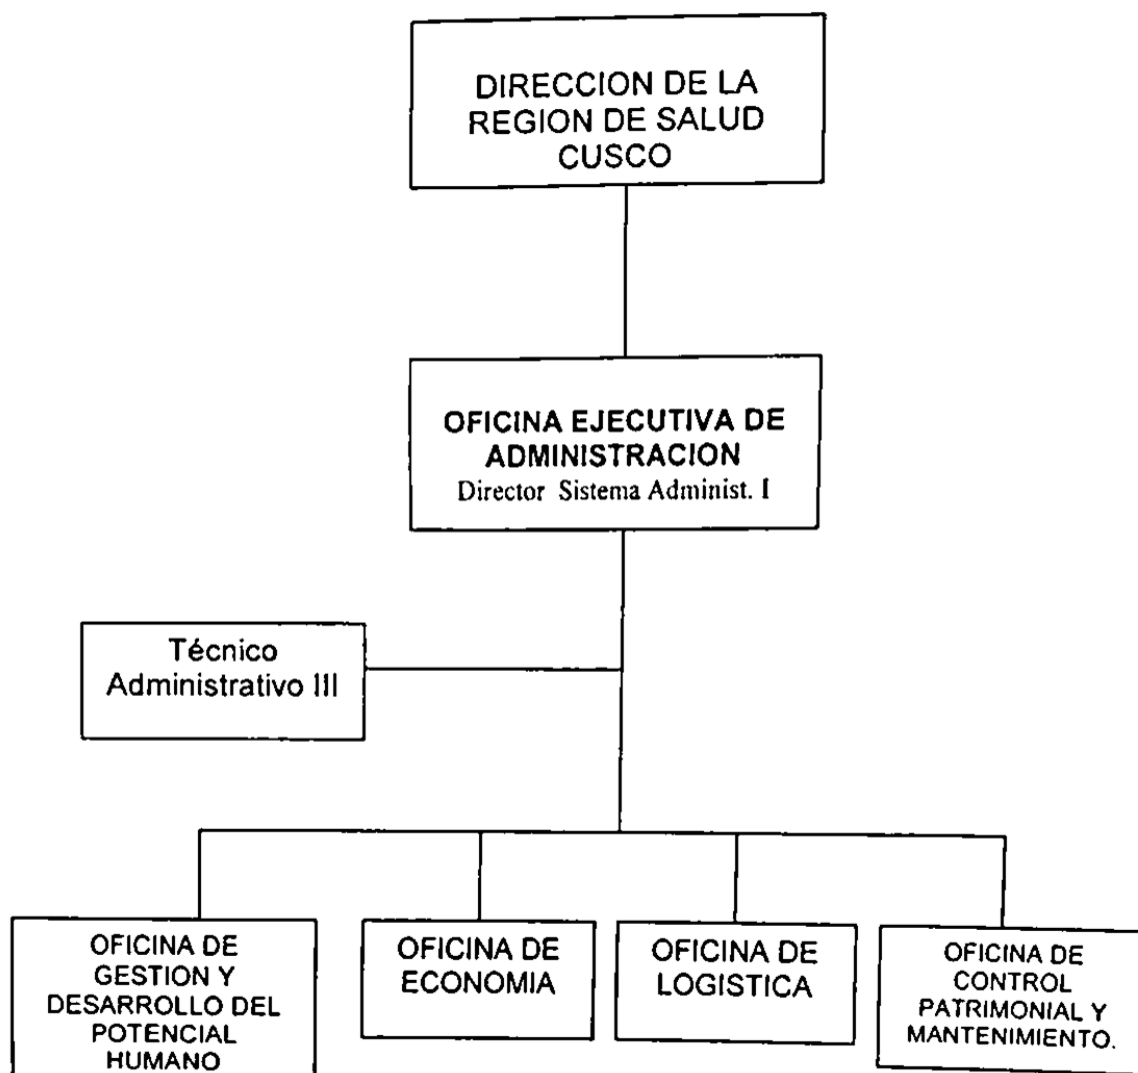 DIRECCION DE LA
REGION DE SALUD
CUSCO
OFICINA EJECUTIVA DE
ADMINISTRACION
Director Sistema Administ. I
Técnico
Administrativo III
OFICINA DE
GESTION Y
DESARROLLO DEL
POTENCIAL
HUMANO
OFICINA DE
ECONOMIA
OFICINA DE
LOGISTICA
OFICINA DE
CONTROL
PATRIMONIAL Y
MANTENIMIENTO.